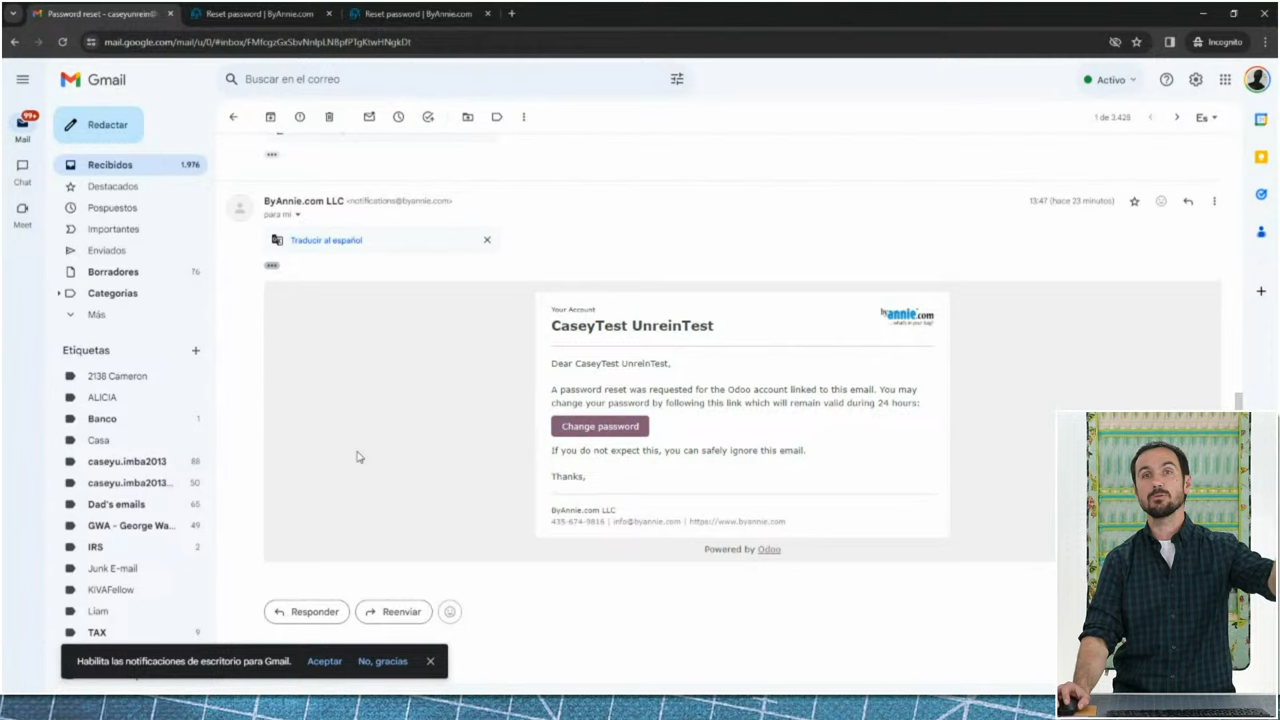 Password reset - caseyunrein@
Reset password | ByAnnie.com
Reset password | ByAnnie.com
mail.google.com/mail/u/0/#inbox/
Incognito
Gmail
Buscar en el correo
Activo
99+
Mail
Redactar
1 de 3.428
Es
Chat
Recibidos 1.976
Destacados
Meet
Pospuestos
Importantes
Enviados
Borradores 76
Categorías
Más
Etiquetas
2138 Cameron
ALICIA
Banco 1
Casa
caseyu.imba2013 88
caseyu.imba2013... 50
Dad's emails 65
GWA - George Wa... 49
IRS 2
Junk E-mail
KIVAFellow
Liam
TAX 9
ByAnnie.com LLC <notifications@byannie.com>
13:47 (hace 23 minutos)
para mí
Traducir al español
Your Account
CaseyTest UnreinTest
byannie.com
...what's in your bag?
Dear CaseyTest UnreinTest,
A password reset was requested for the Odoo account linked to this email. You may
change your password by following this link which will remain valid during 24 hours:
Change password
If you do not expect this, you can safely ignore this email.
Thanks,
ByAnnie.com LLC
435-674-9816 | info@byannie.com | https://www.byannie.com
Powered by Odoo
Responder
Reenviar
Habilita las notificaciones de escritorio para Gmail. Aceptar No, gracias